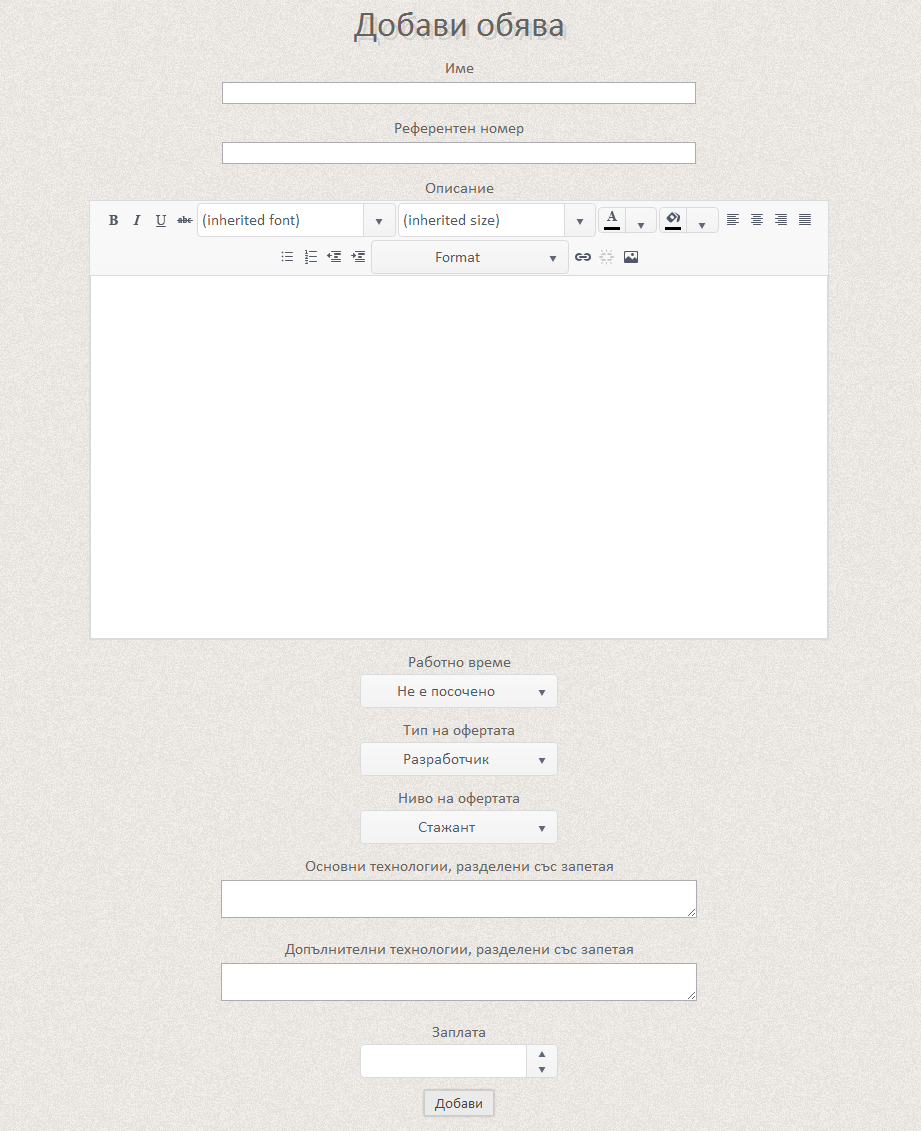 Добави обява
Име
Референтен номер
Описание
B I U abc (inherited font) (inherited size) A
Format
Работно време
Не е посочено
Тип на офертата
Разработчик
Ниво на офертата
Стажант
Основни технологии, разделени със запетая
Допълнителни технологии, разделени със запетая
Заплата
Добави